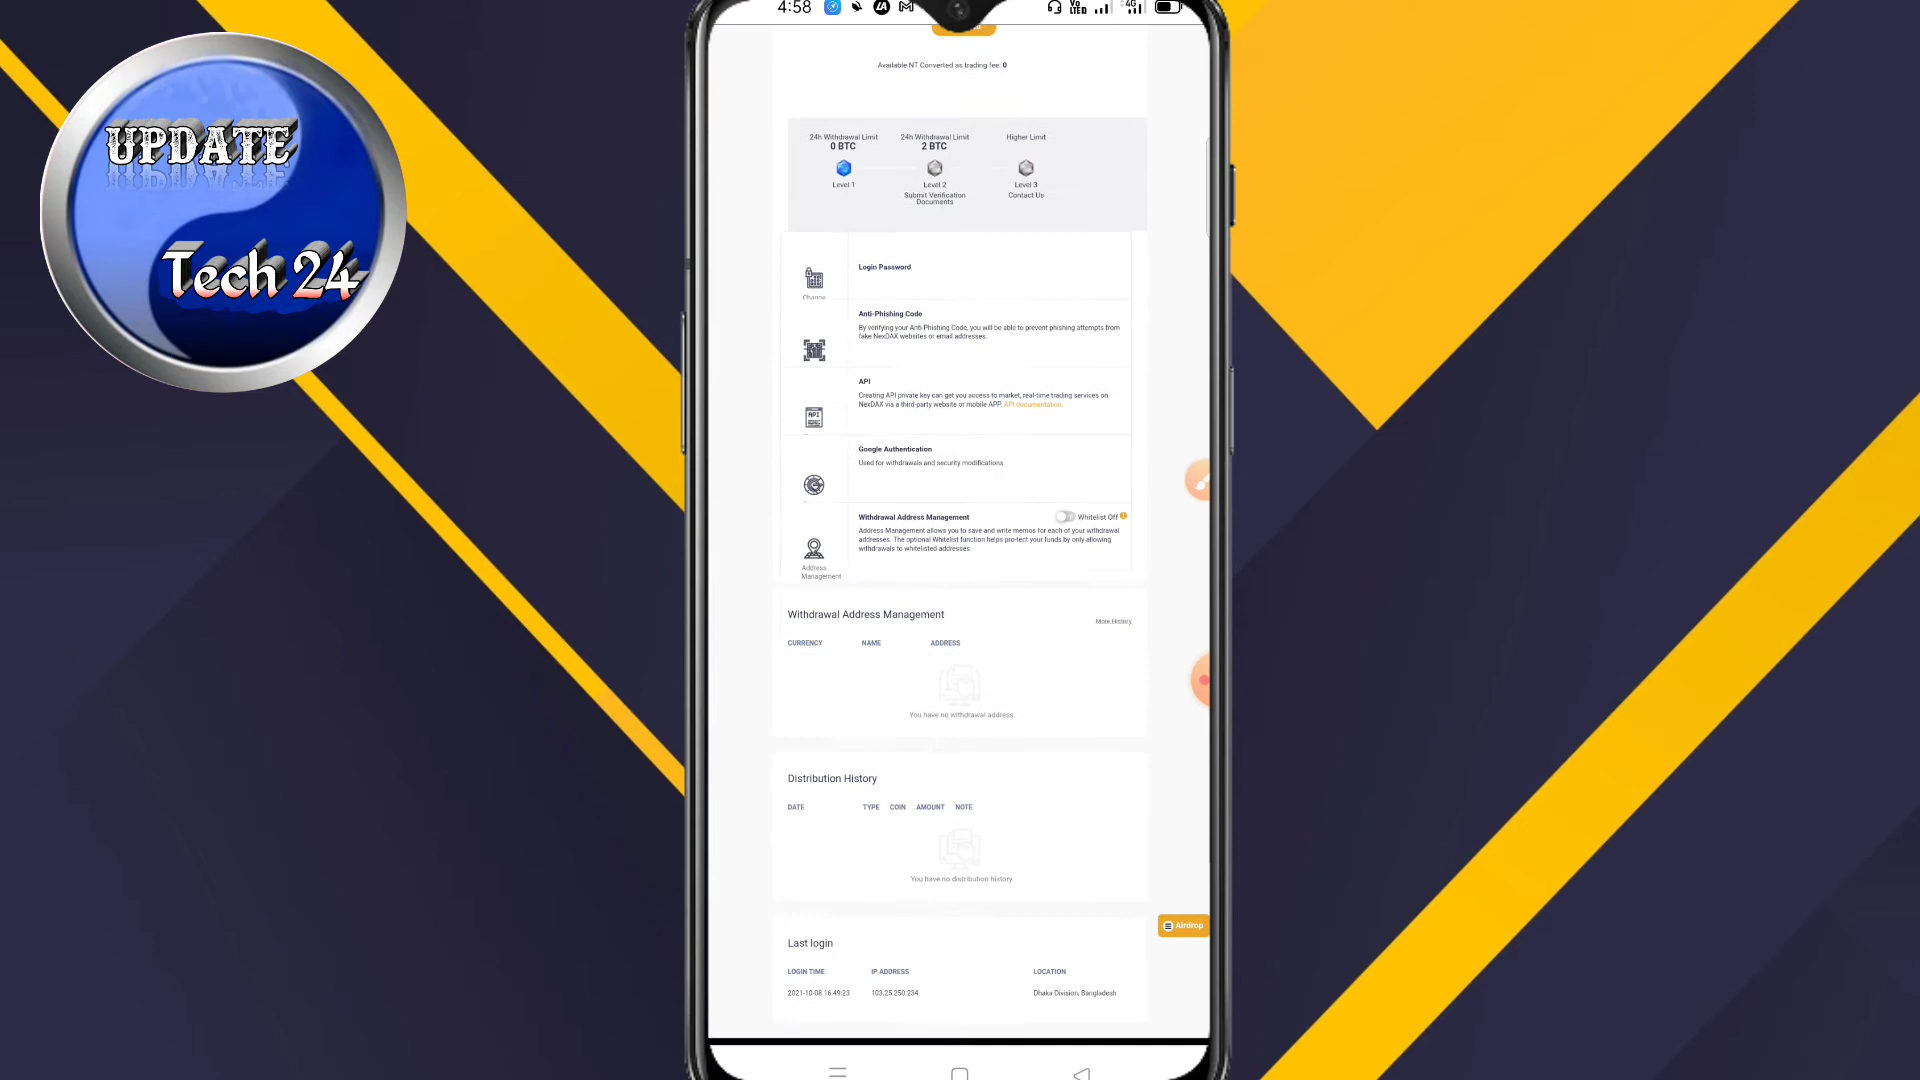 UPDATE
Tech 24
4:58
Vo
LTED
4G
Available NT Converted as trading fee: 0
24h Withdrawal Limit
0 BTC
Level 1
24h Withdrawal Limit
2 BTC
Level 2
Submit Verification
Documents
Higher Limit
Level 3
Contact Us
Change
Login Password
Anti-Phishing Code
By verifying your Anti-Phishing Code, you will be able to prevent phishing attempts from
fake NexDAX websites or email addresses.
API
API
Creating API private key can get you access to market, real-time trading services on
NexDAX via a third-party website or mobile APP. API documentation.
Google Authentication
Used for withdrawals and security modifications
Withdrawal Address Management
Whitelist Off
Address Management allows you to save and write memos for each of your withdrawal
addresses. The optional Whitelist function helps pro-tect your funds by only allowing
withdrawals to whitelisted addresses.
Address
Management
Withdrawal Address Management
More History
CURRENCY NAME ADDRESS
You have no withdrawal address.
Distribution History
DATE TYPE COIN AMOUNT NOTE
You have no distribution history
Airdrop
Last login
LOGIN TIME IP ADDRESS LOCATION
2021-10-08 16:49:23 103.25.250.234 Dhaka Division, Bangladesh